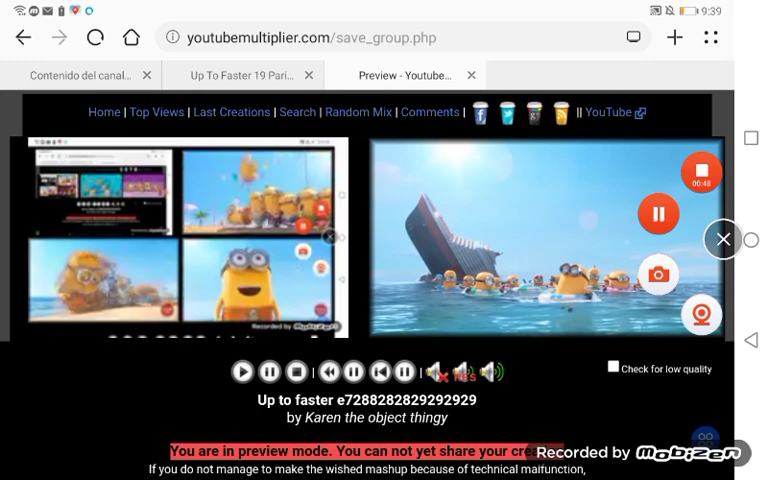 9:39
youtubemultiplier.com/save_group.php
Contenido del canal...
Up To Faster 19 Pari...
Preview - Youtube...
Home | Top Views | Last Creations | Search | Random Mix | Comments | || YouTube
00:48
Recorded by Mobizen
Check for low quality
Up to faster e7288282829292929
by Karen the object thingy
You are in preview mode. You can not yet share your
Recorded by Mobizen
If you do not manage to make the wished mashup because of technical malfunction,